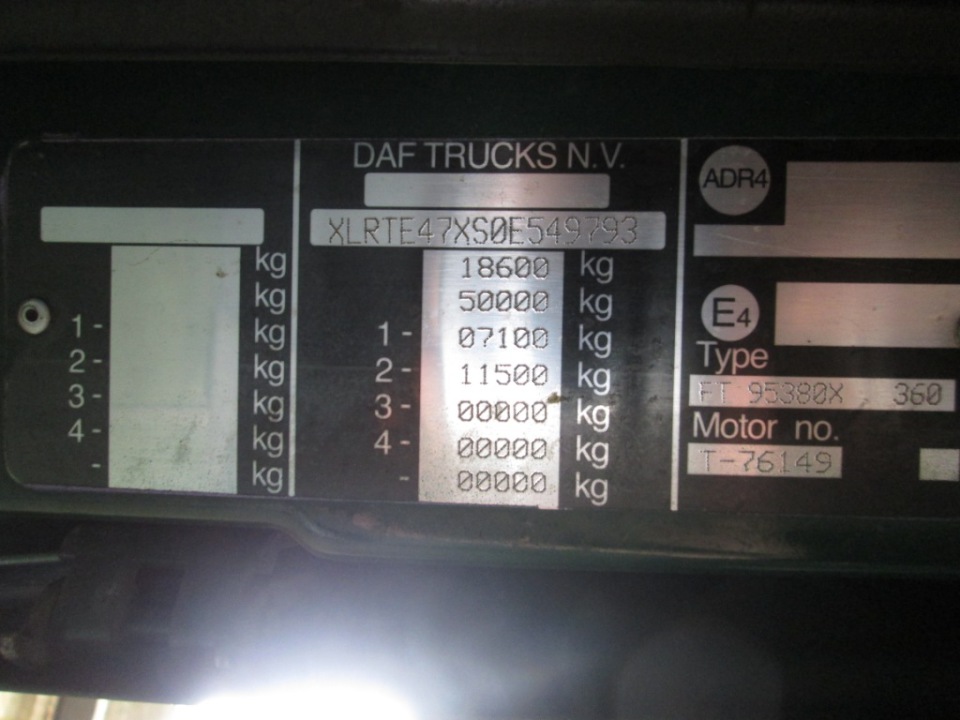 kg
kg
1 - kg
2 - kg
3 - kg
4 - kg
- kg
DAF TRUCKS N.V.
XLRTE47XS0E549793
18600 kg
50000 kg
1 - 07100 kg
2 - 11500 kg
3 - 00000 kg
4 - 00000 kg
- 00000 kg
ADR4
E4
Type
FT 95380X 360
Motor no.
T-76149